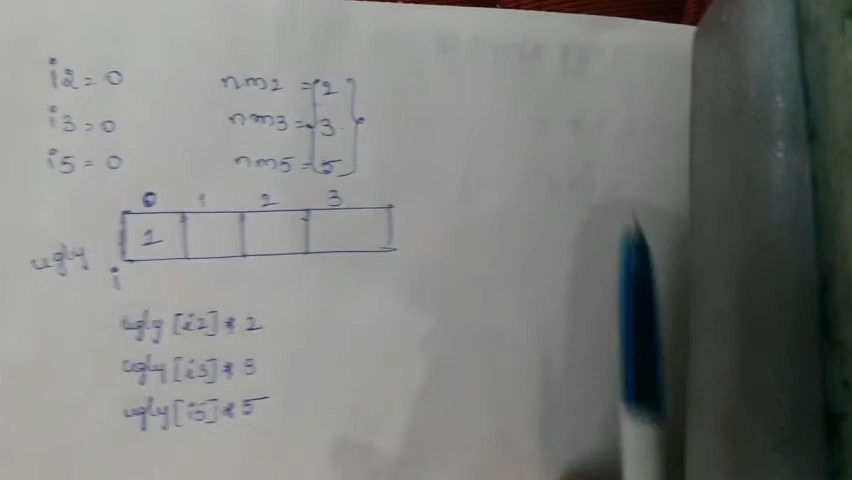 i2 = 0 nm2 = 2
i3 = 0 nm3 = 3
i5 = 0 nm5 = 5
0 1 2 3
ugly 1
i
ugly [i2] * 2
ugly [i3] * 3
ugly [i5] * 5